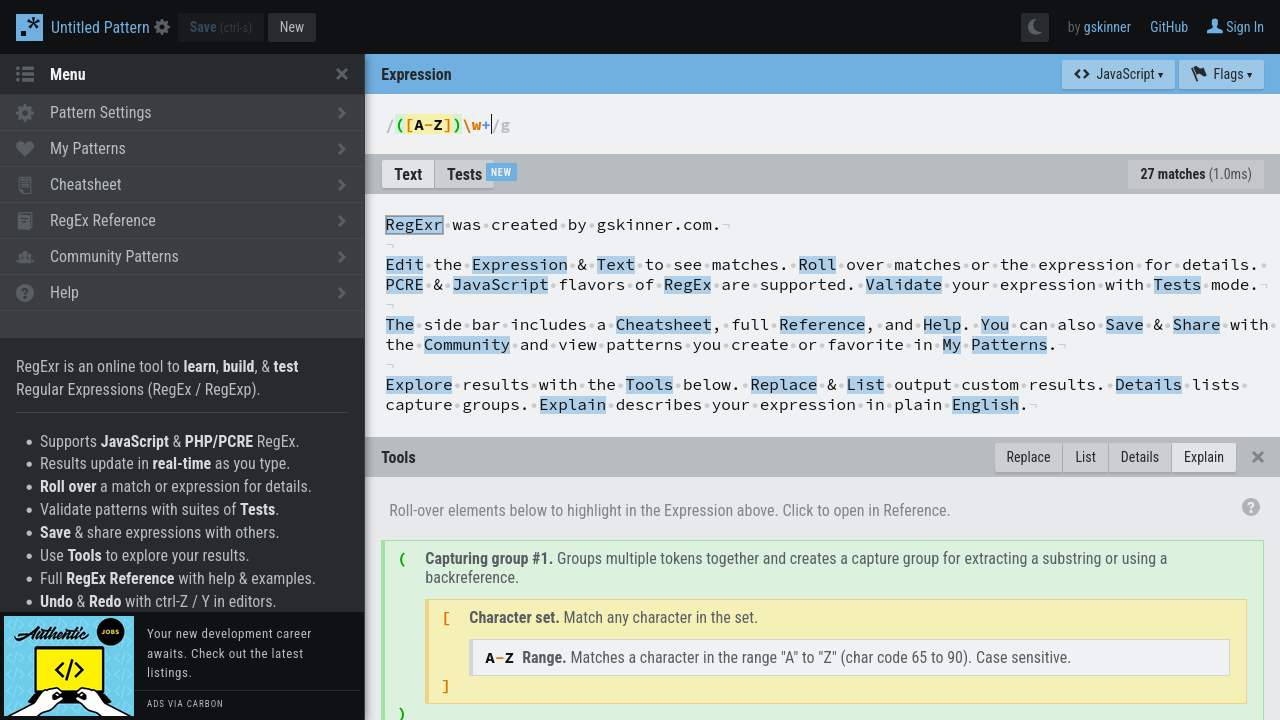 Untitled Pattern
Save (ctrl-s)
New
by gskinner
GitHub
Sign In
Menu
Pattern Settings
My Patterns
Cheatsheet
RegEx Reference
Community Patterns
Help
RegExr is an online tool to learn, build, & test
Regular Expressions (RegEx / RegExp).
• Supports JavaScript & PHP/PCRE RegEx.
• Results update in real-time as you type.
• Roll over a match or expression for details.
• Validate patterns with suites of Tests.
• Save & share expressions with others.
• Use Tools to explore your results.
• Full RegEx Reference with help & examples.
• Undo & Redo with ctrl-Z / Y in editors.
Authentic
JOBS
</>
Your new development career
awaits. Check out the latest
listings.
ADS VIA CARBON
Expression
<> JavaScript ▾
Flags ▾
/([A-Z])\w+/g
Text
Tests NEW
27 matches (1.0ms)
RegExr·was·created·by·gskinner.com.¬
¬
Edit·the·Expression·&·Text·to·see·matches.·Roll·over·matches·or·the·expression·for·details.·
PCRE·&·JavaScript·flavors·of·RegEx·are·supported.·Validate·your·expression·with·Tests·mode.¬
¬
The·side·bar·includes·a·Cheatsheet,·full·Reference,·and·Help.·You·can·also·Save·&·Share·with·
the·Community·and·view·patterns·you·create·or·favorite·in·My·Patterns.¬
¬
Explore·results·with·the·Tools·below.·Replace·&·List·output·custom·results.·Details·lists·
capture·groups.·Explain·describes·your·expression·in·plain·English.¬
Tools
Replace
List
Details
Explain
Roll-over elements below to highlight in the Expression above. Click to open in Reference.
?
( Capturing group #1. Groups multiple tokens together and creates a capture group for extracting a substring or using a
backreference.
[ Character set. Match any character in the set.
A-Z Range. Matches a character in the range "A" to "Z" (char code 65 to 90). Case sensitive.
]
)